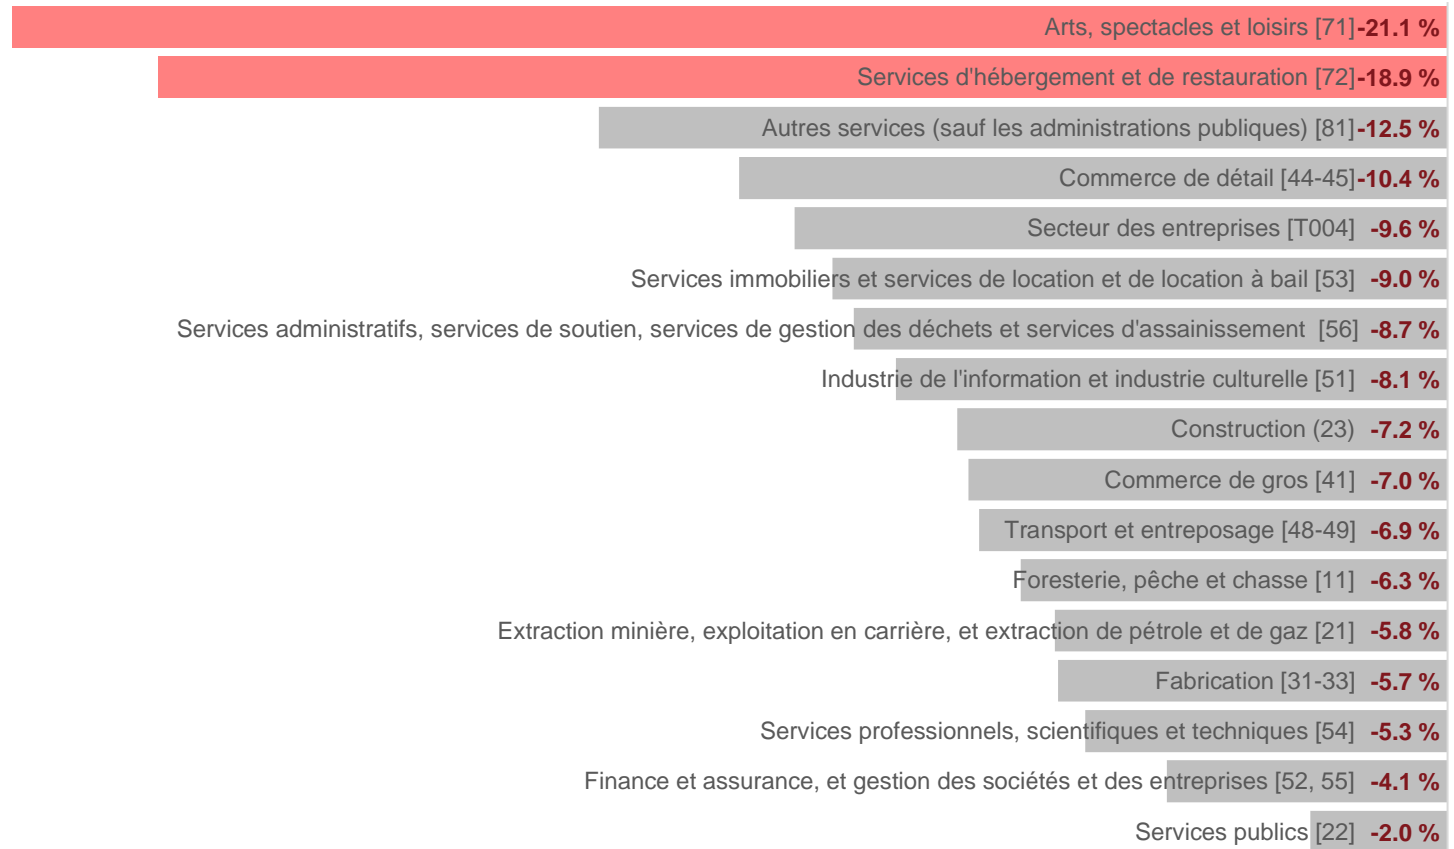 Arts, spectacles et loisirs [71] -21.1 %
Services d'hébergement et de restauration [72] -18.9 %
Autres services (sauf les administrations publiques) [81] -12.5 %
Commerce de détail [44-45] -10.4 %
Secteur des entreprises [T004] -9.6 %
Services immobiliers et services de location et de location à bail [53] -9.0 %
Services administratifs, services de soutien, services de gestion des déchets et services d'assainissement [56] -8.7 %
Industrie de l'information et industrie culturelle [51] -8.1 %
Construction (23) -7.2 %
Commerce de gros [41] -7.0 %
Transport et entreposage [48-49] -6.9 %
Foresterie, pêche et chasse [11] -6.3 %
Extraction minière, exploitation en carrière, et extraction de pétrole et de gaz [21] -5.8 %
Fabrication [31-33] -5.7 %
Services professionnels, scientifiques et techniques [54] -5.3 %
Finance et assurance, et gestion des sociétés et des entreprises [52, 55] -4.1 %
Services publics [22] -2.0 %